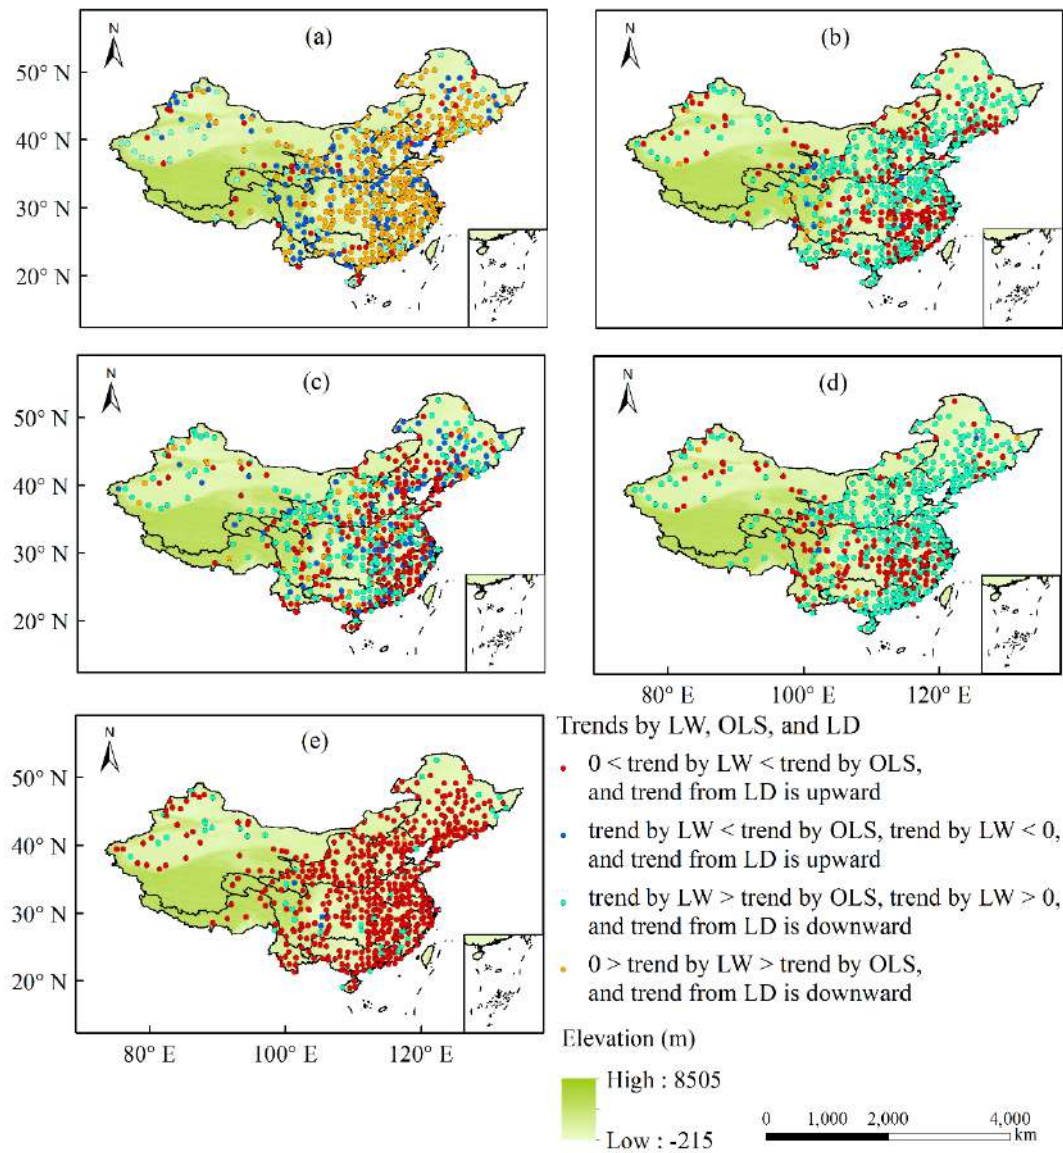 N
(a)
50° N
40° N
30° N
20° N
N
(b)
N
(c)
50° N
40° N
30° N
20° N
N
(d)
80° E
100° E
120° E
N
(e)
50° N
40° N
30° N
20° N
80° E
100° E
120° E
Trends by LW, OLS, and LD
0 < trend by LW < trend by OLS,
and trend from LD is upward
trend by LW < trend by OLS, trend by LW < 0,
and trend from LD is upward
trend by LW > trend by OLS, trend by LW > 0,
and trend from LD is downward
0 > trend by LW > trend by OLS,
and trend from LD is downward
Elevation (m)
High : 8505
Low : -215
0 1,000 2,000 4,000
km